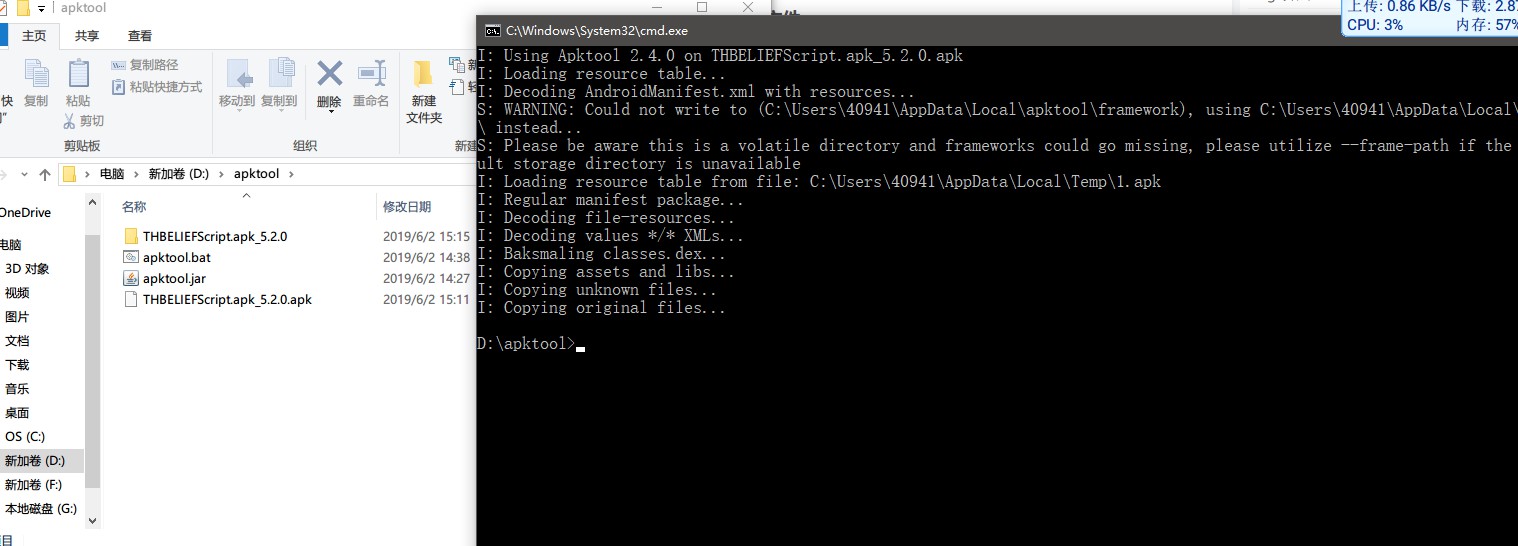 apktool
主页 共享 查看
复制
粘贴
复制路径
粘贴快捷方式
剪切
移动到 复制到 删除 重命名
新建
文件夹
剪贴板
组织
电脑 › 新加卷 (D:) › apktool ›
名称
修改日期
THBELIEFScript.apk_5.2.0 2019/6/2 15:15
apktool.bat 2019/6/2 14:38
apktool.jar 2019/6/2 14:27
THBELIEFScript.apk_5.2.0.apk 2019/6/2 15:11
OneDrive
电脑
3D 对象
视频
图片
文档
下载
音乐
桌面
OS (C:)
新加卷 (D:)
新加卷 (F:)
本地磁盘 (G:)
上传: 0.86 KB/s 下载: 2.87
CPU: 3% 内存: 57%
C:\Windows\System32\cmd.exe
I: Using Apktool 2.4.0 on THBELIEFScript.apk_5.2.0.apk
I: Loading resource table...
I: Decoding AndroidManifest.xml with resources...
S: WARNING: Could not write to (C:\Users\40941\AppData\Local\apktool\framework), using C:\Users\40941\AppData\Local\
\ instead...
S: Please be aware this is a volatile directory and frameworks could go missing, please utilize --frame-path if the
ult storage directory is unavailable
I: Loading resource table from file: C:\Users\40941\AppData\Local\Temp\1.apk
I: Regular manifest package...
I: Decoding file-resources...
I: Decoding values */* XMLs...
I: Baksmaling classes.dex...
I: Copying assets and libs...
I: Copying unknown files...
I: Copying original files...
D:\apktool>